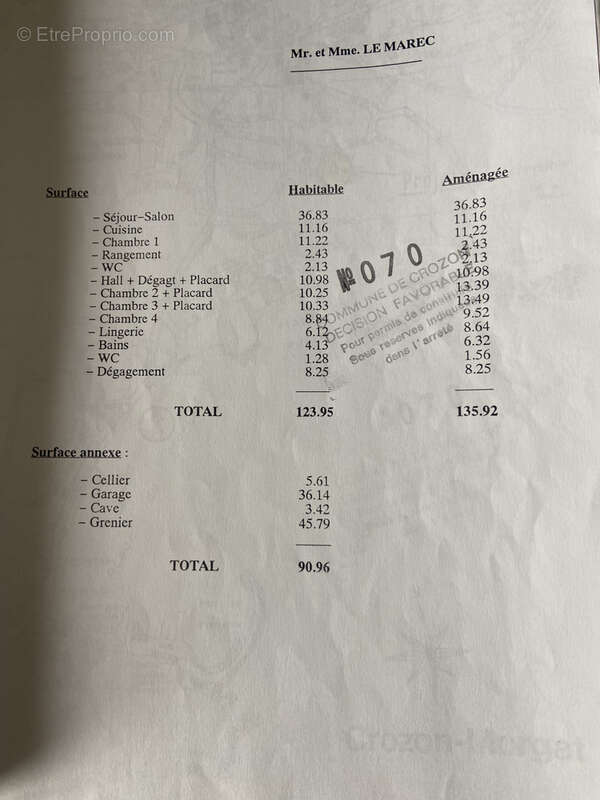 © EtreProprio.com
Mr. et Mme. LE MAREC
Surface Habitable Aménagée
– Séjour–Salon 36.83 36.83
– Cuisine 11.16 11.16
– Chambre 1 11.22 11.22
– Rangement 2.43 2.43
– WC 2.13 2.13
– Hall + Dégagt + Placard 10.98 10.98
– Chambre 2 + Placard 10.25 13.39
– Chambre 3 + Placard 10.33 13.49
– Chambre 4 8.84 9.52
– Lingerie 6.12 8.64
– Bains 4.13 6.32
– WC 1.28 1.56
– Dégagement 8.25 8.25
TOTAL 123.95 135.92
№ 070
COMMUNE DE CROZON
DECISION FAVORABLE
Pour permis de construire
Sous reserves indiquées
dans l'arreté
Surface annexe :
– Cellier 5.61
– Garage 36.14
– Cave 3.42
– Grenier 45.79
TOTAL 90.96
Crozon-Morgat